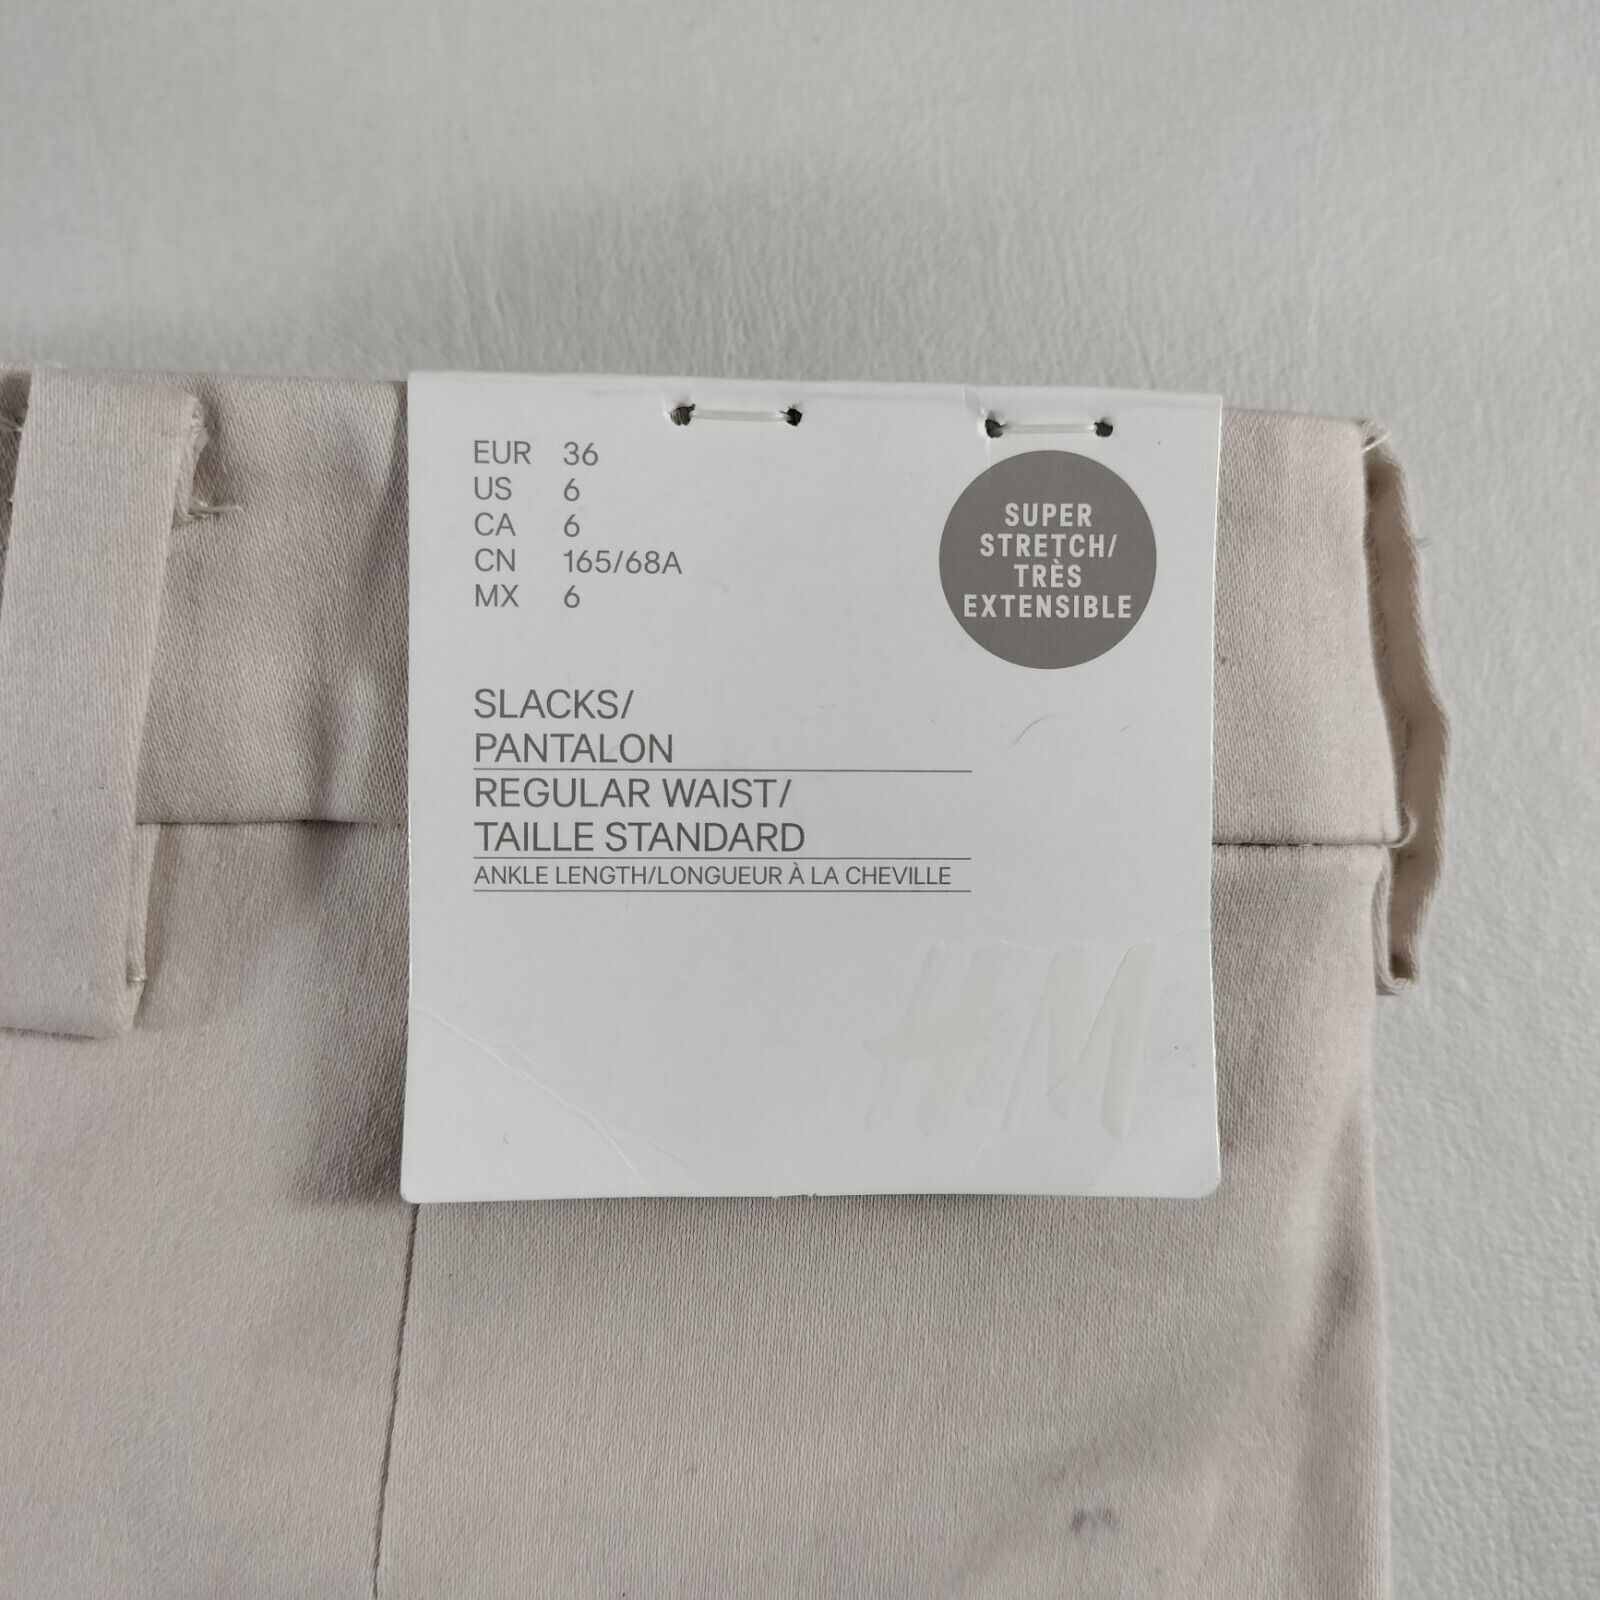 EUR 36
US 6
CA 6
CN 165/68A
MX 6
SUPER
STRETCH/
TRÈS
EXTENSIBLE
SLACKS/
PANTALON
REGULAR WAIST/
TAILLE STANDARD
ANKLE LENGTH/LONGUEUR À LA CHEVILLE
H&M